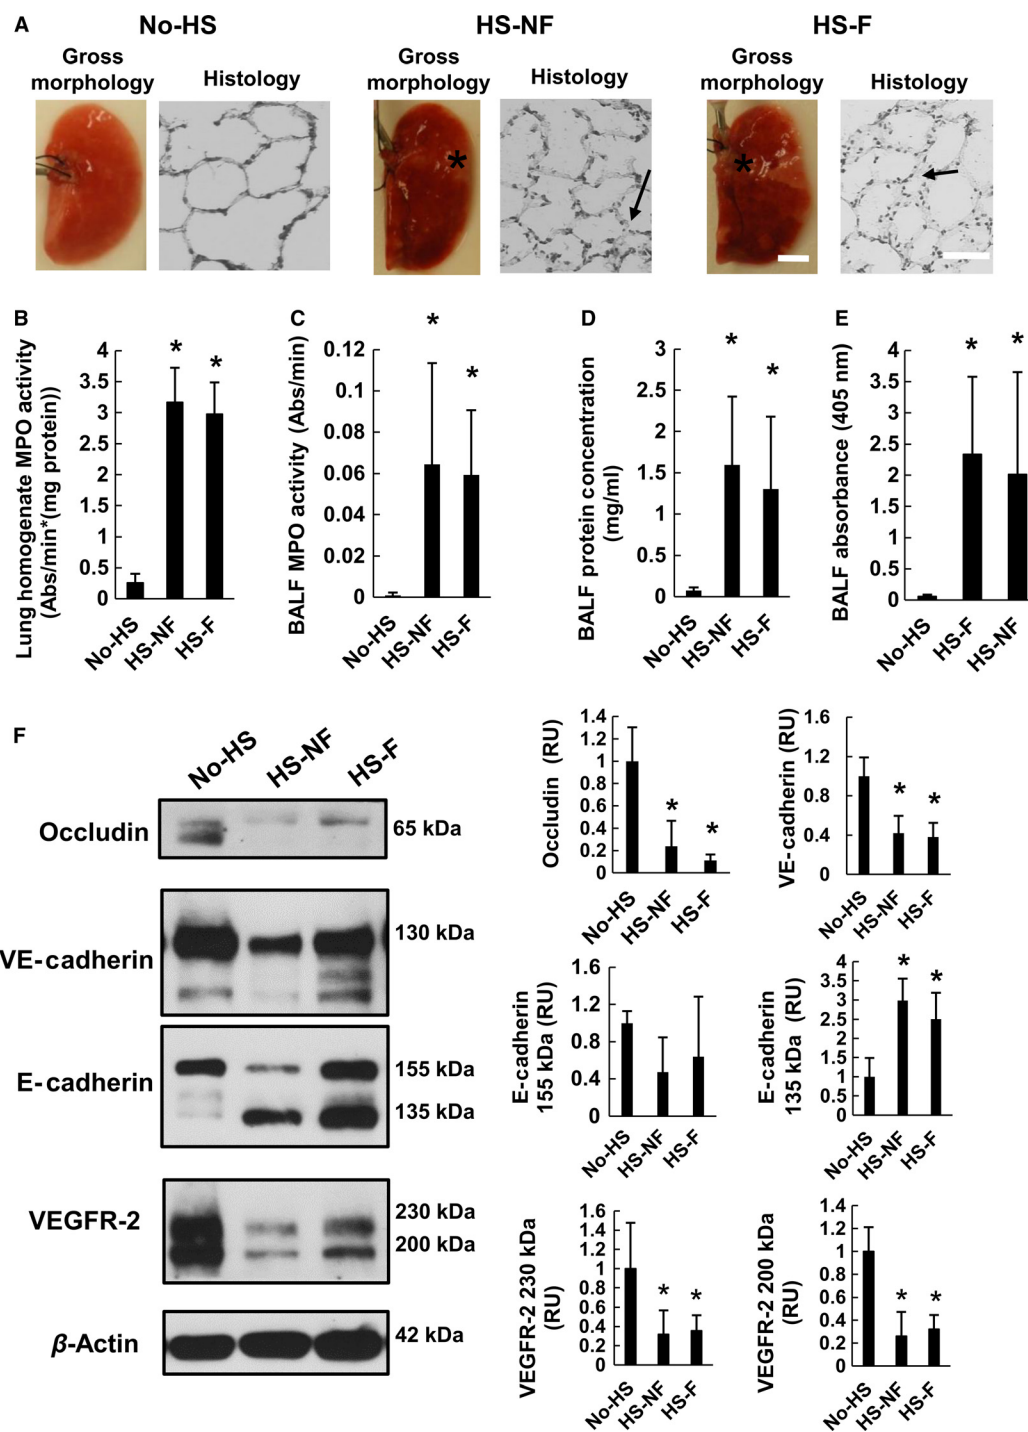 A
No-HS
HS-NF
HS-F
Gross
morphology
Histology
Gross
morphology
Histology
Gross
morphology
Histology
*
*
B
Lung homogenate MPO activity
(Abs/min*(mg protein))
4
3.5
3
2.5
2
1.5
1
0.5
0
*
*
No-HS
HS-NF
HS-F
C
BALF MPO activity (Abs/min)
0.12
0.1
0.08
0.06
0.04
0.02
0
*
*
No-HS
HS-NF
HS-F
D
BALF protein concentration
(mg/ml)
3
2.5
2
1.5
1
0.5
0
*
*
No-HS
HS-NF
HS-F
E
BALF absorbance (405 nm)
4
3.5
3
2.5
2
1.5
1
0.5
0
*
*
No-HS
HS-F
HS-NF
F
No-HS
HS-NF
HS-F
Occludin
65 kDa
VE-cadherin
130 kDa
E-cadherin
155 kDa
135 kDa
VEGFR-2
230 kDa
200 kDa
β-Actin
42 kDa
Occludin (RU)
1.4
1.2
1
0.8
0.6
0.4
0.2
0
*
*
No-HS
HS-NF
HS-F
VE-cadherin (RU)
1.6
1.2
0.8
0.4
0
*
*
No-HS
HS-NF
HS-F
E-cadherin
155 kDa (RU)
1.6
1.2
0.8
0.4
0
No-HS
HS-NF
HS-F
E-cadherin
135 kDa (RU)
4
3.5
3
2.5
2
1.5
1
0.5
0
*
*
No-HS
HS-NF
HS-F
VEGFR-2 230 kDa
(RU)
1.6
1.4
1.2
1
0.8
0.6
0.4
0.2
0
*
*
No-HS
HS-NF
HS-F
VEGFR-2 200 kDa
(RU)
1.4
1.2
1
0.8
0.6
0.4
0.2
0
*
*
No-HS
HS-NF
HS-F